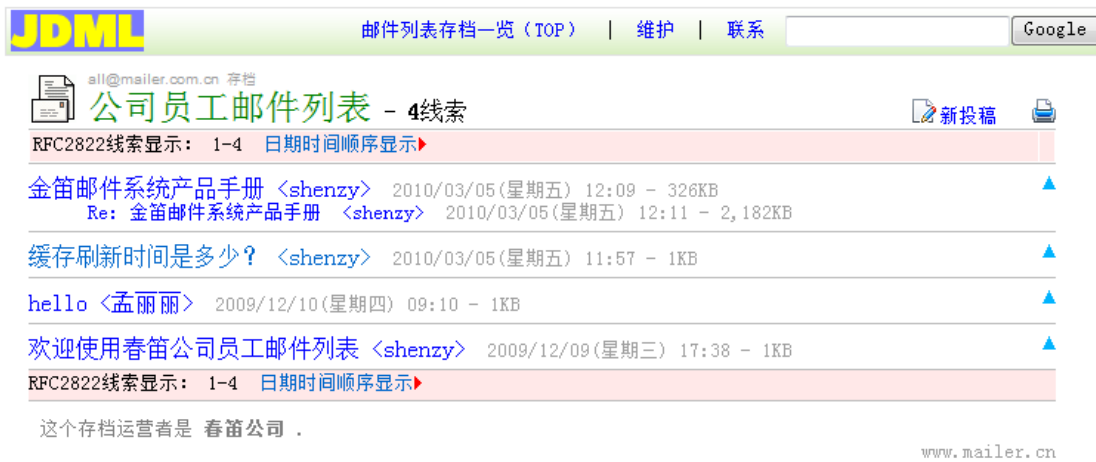 JDML 邮件列表存档一览（TOP） | 维护 | 联系 Google
all@mailer.com.cn 存档
公司员工邮件列表 - 4线索 新投稿
RFC2822线索显示: 1-4 日期时间顺序显示
金笛邮件系统产品手册 <shenzy> 2010/03/05(星期五) 12:09 - 326KB
Re: 金笛邮件系统产品手册 <shenzy> 2010/03/05(星期五) 12:11 - 2,182KB
缓存刷新时间是多少? <shenzy> 2010/03/05(星期五) 11:57 - 1KB
hello <孟丽丽> 2009/12/10(星期四) 09:10 - 1KB
欢迎使用春笛公司员工邮件列表 <shenzy> 2009/12/09(星期三) 17:38 - 1KB
RFC2822线索显示: 1-4 日期时间顺序显示
这个存档运营者是 春笛公司 .
www.mailer.cn